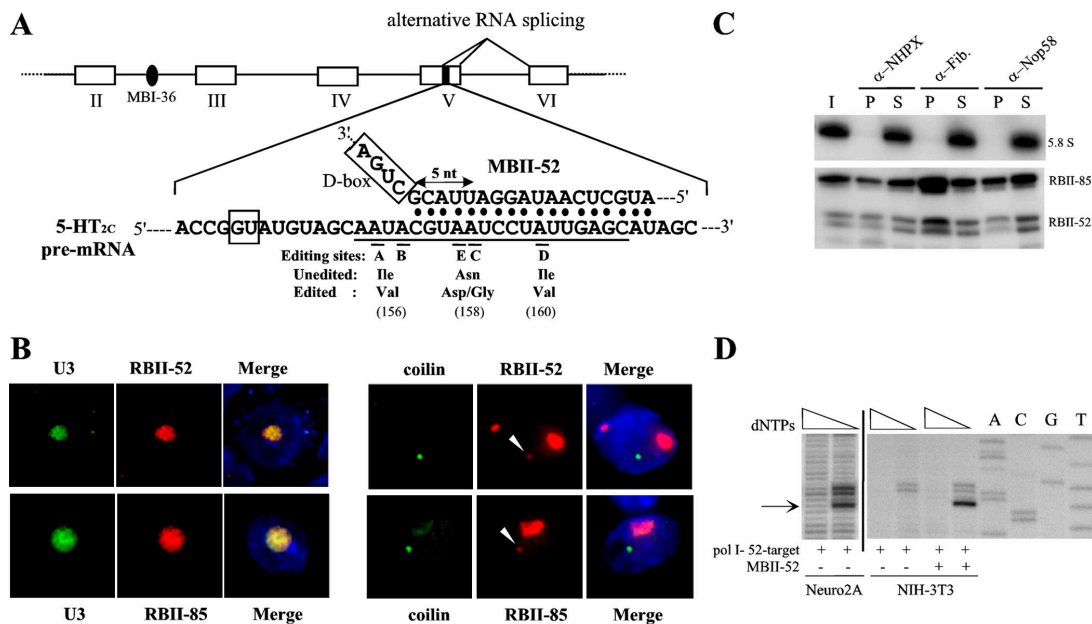 A
alternative RNA splicing
II
MBI-36
III
IV
V
VI
3'
AGUC
D-box
5 nt
MBII-52
GCAUUAGGAUAACUCGUA ---5'
5-HT2C pre-mRNA
5'---- ACCGGUAUGUAGCAAUACGUAAUCCUAUUGAGCAUAGC ---3'
Editing sites: A B E C D
Unedited: Ile Asn Ile
Edited : Val Asp/Gly Val
(156) (158) (160)
B
U3 RBII-52 Merge
coilin RBII-52 Merge
U3 RBII-85 Merge
coilin RBII-85 Merge
C
α–NHPX α–Fib. α–Nop58
I P S P S P S
5.8 S
RBII-85
RBII-52
D
dNTPs A C G T
pol I- 52-target + + + + + +
MBII-52 - - - - + +
Neuro2A NIH-3T3